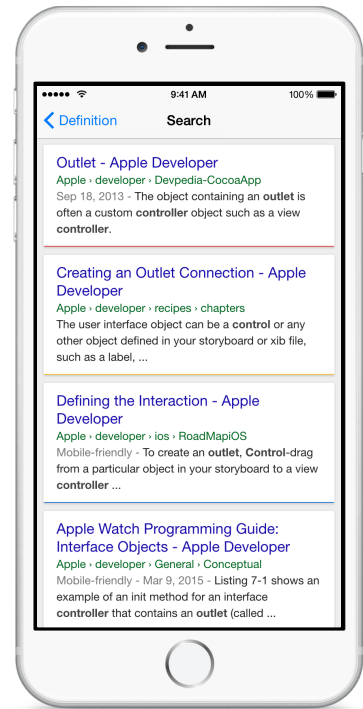 9:41 AM 100%
Definition Search
Outlet - Apple Developer
Apple › developer › Devpedia-CocoaApp
Sep 18, 2013 - The object containing an outlet is
often a custom controller object such as a view
controller.
Creating an Outlet Connection - Apple
Developer
Apple › developer › recipes › chapters
The user interface object can be a control or any
other object defined in your storyboard or xib file,
such as a label, ...
Defining the Interaction - Apple
Developer
Apple › developer › ios › RoadMapiOS
Mobile-friendly - To create an outlet, Control-drag
from a particular object in your storyboard to a view
controller ...
Apple Watch Programming Guide:
Interface Objects - Apple Developer
Apple › developer › General › Conceptual
Mobile-friendly - Mar 9, 2015 - Listing 7-1 shows an
example of an init method for an interface
controller that contains an outlet (called ...